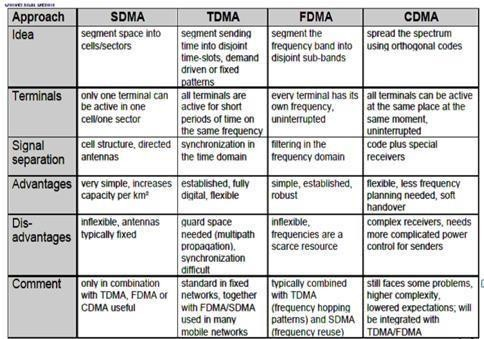 Approach SDMA TDMA FDMA CDMA
Idea
segment space into
cells/sectors
segment sending
time into disjoint
time-slots, demand
driven or fixed
patterns
segment the
frequency band into
disjoint sub-bands
spread the spectrum
using orthogonal codes
Terminals
only one terminal can
be active in one
cell/one sector
all terminals are
active for short
periods of time on
the same frequency
every terminal has its
own frequency,
uninterrupted
all terminals can be active
at the same place at the
same moment,
uninterrupted
Signal
separation
cell structure, directed
antennas
synchronization in
the time domain
filtering in the
frequency domain
code plus special
receivers
Advantages
very simple, increases
capacity per km²
established, fully
digital, flexible
simple, established,
robust
flexible, less frequency
planning needed, soft
handover
Dis-
advantages
inflexible, antennas
typically fixed
guard space
needed (multipath
propagation),
synchronization
difficult
inflexible,
frequencies are a
scarce resource
complex receivers, needs
more complicated power
control for senders
Comment
only in combination
with TDMA, FDMA or
CDMA useful
standard in fixed
networks, together
with FDMA/SDMA
used in many
mobile networks
typically combined
with TDMA
(frequency hopping
patterns) and SDMA
(frequency reuse)
still faces some problems,
higher complexity,
lowered expectations; will
be integrated with
TDMA/FDMA